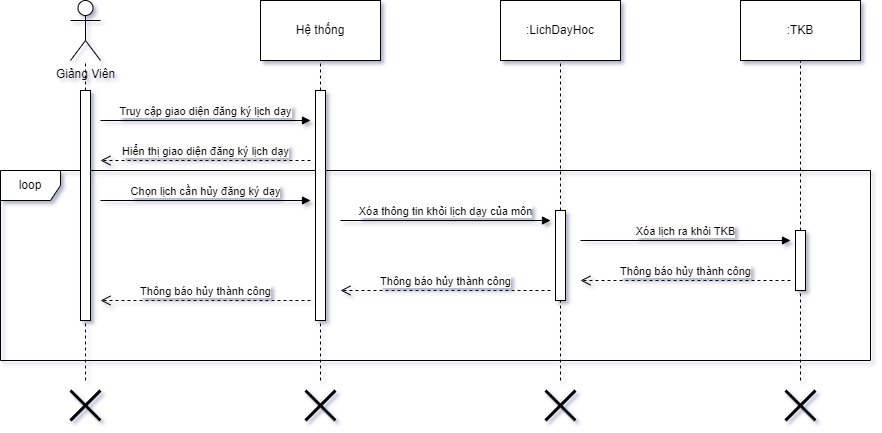 Giảng Viên
Hệ thống
:LichDayHoc
:TKB
Truy cập giao diện đăng ký lịch dạy
Hiển thị giao diện đăng ký lịch dạy
loop
Chọn lịch cần hủy đăng ký dạy
Xóa thông tin khỏi lịch dạy của môn
Xóa lịch ra khỏi TKB
Thông báo hủy thành công
Thông báo hủy thành công
Thông báo hủy thành công